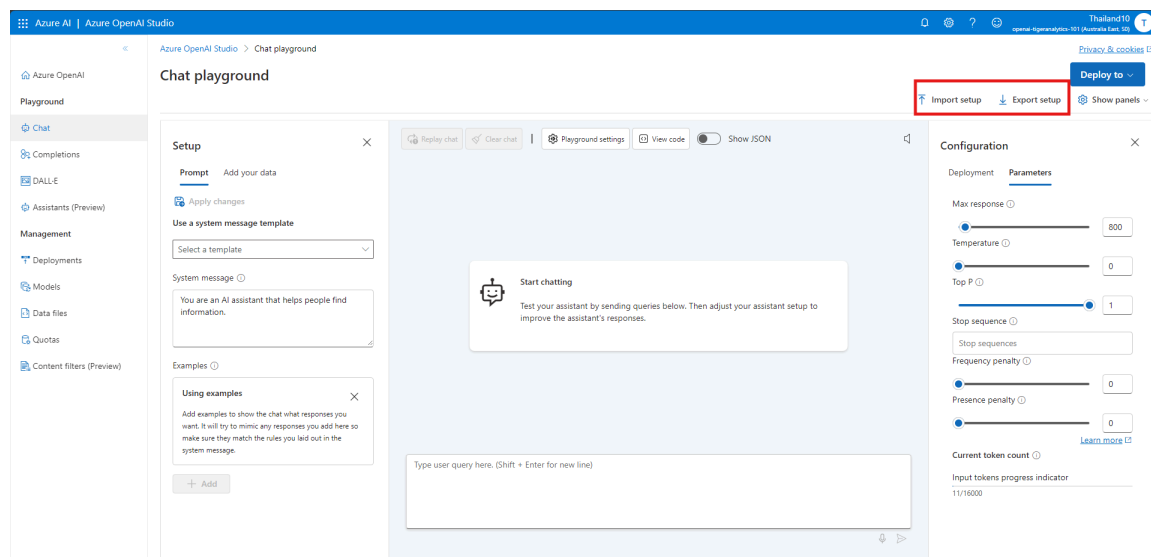 Azure AI | Azure OpenAI Studio
Thailand10
openai-tigeranalytics-101 (Australia East, S0)
T
Azure OpenAI Studio > Chat playground
Privacy & cookies
Chat playground
Deploy to
Import setup
Export setup
Show panels
Azure OpenAI
Playground
Chat
Completions
DALL·E
Assistants (Preview)
Management
Deployments
Models
Data files
Quotas
Content filters (Preview)
Setup
Prompt
Add your data
Apply changes
Use a system message template
Select a template
System message
You are an AI assistant that helps people find
information.
Examples
Using examples
Add examples to show the chat what responses you
want. It will try to mimic any responses you add here so
make sure they match the rules you laid out in the
system message.
+ Add
Replay chat
Clear chat
Playground settings
View code
Show JSON
Start chatting
Test your assistant by sending queries below. Then adjust your assistant setup to
improve the assistant's responses.
Type user query here. (Shift + Enter for new line)
Configuration
Deployment
Parameters
Max response
800
Temperature
0
Top P
1
Stop sequence
Stop sequences
Frequency penalty
0
Presence penalty
0
Learn more
Current token count
Input tokens progress indicator
11/16000